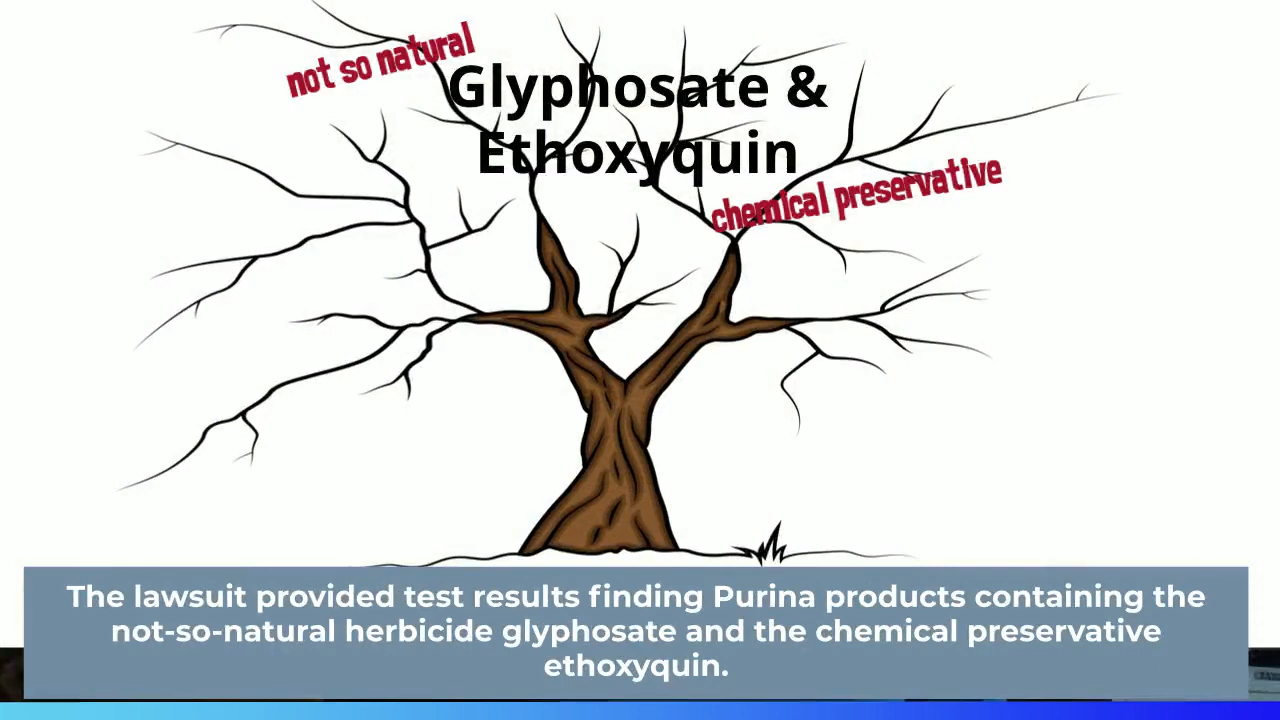 not so natural
Glyphosate &
Ethoxyquin
chemical preservative
The lawsuit provided test results finding Purina products containing the
not-so-natural herbicide glyphosate and the chemical preservative
ethoxyquin.